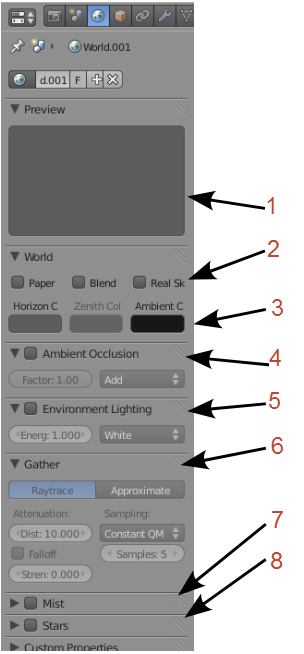 World.001
d.001 F
Preview
1
World
2
Paper Blend Real Sk
Horizon C Zenith Col Ambient C
3
Ambient Occlusion
4
Factor: 1.00 Add
Environment Lighting
5
Energ: 1.000 White
6
Gather
Raytrace Approximate
Attenuation: Sampling:
7
Dist: 10.000 Constant QM
Falloff Samples: 5
8
Stren: 0.000
Mist
Stars
Custom Properties